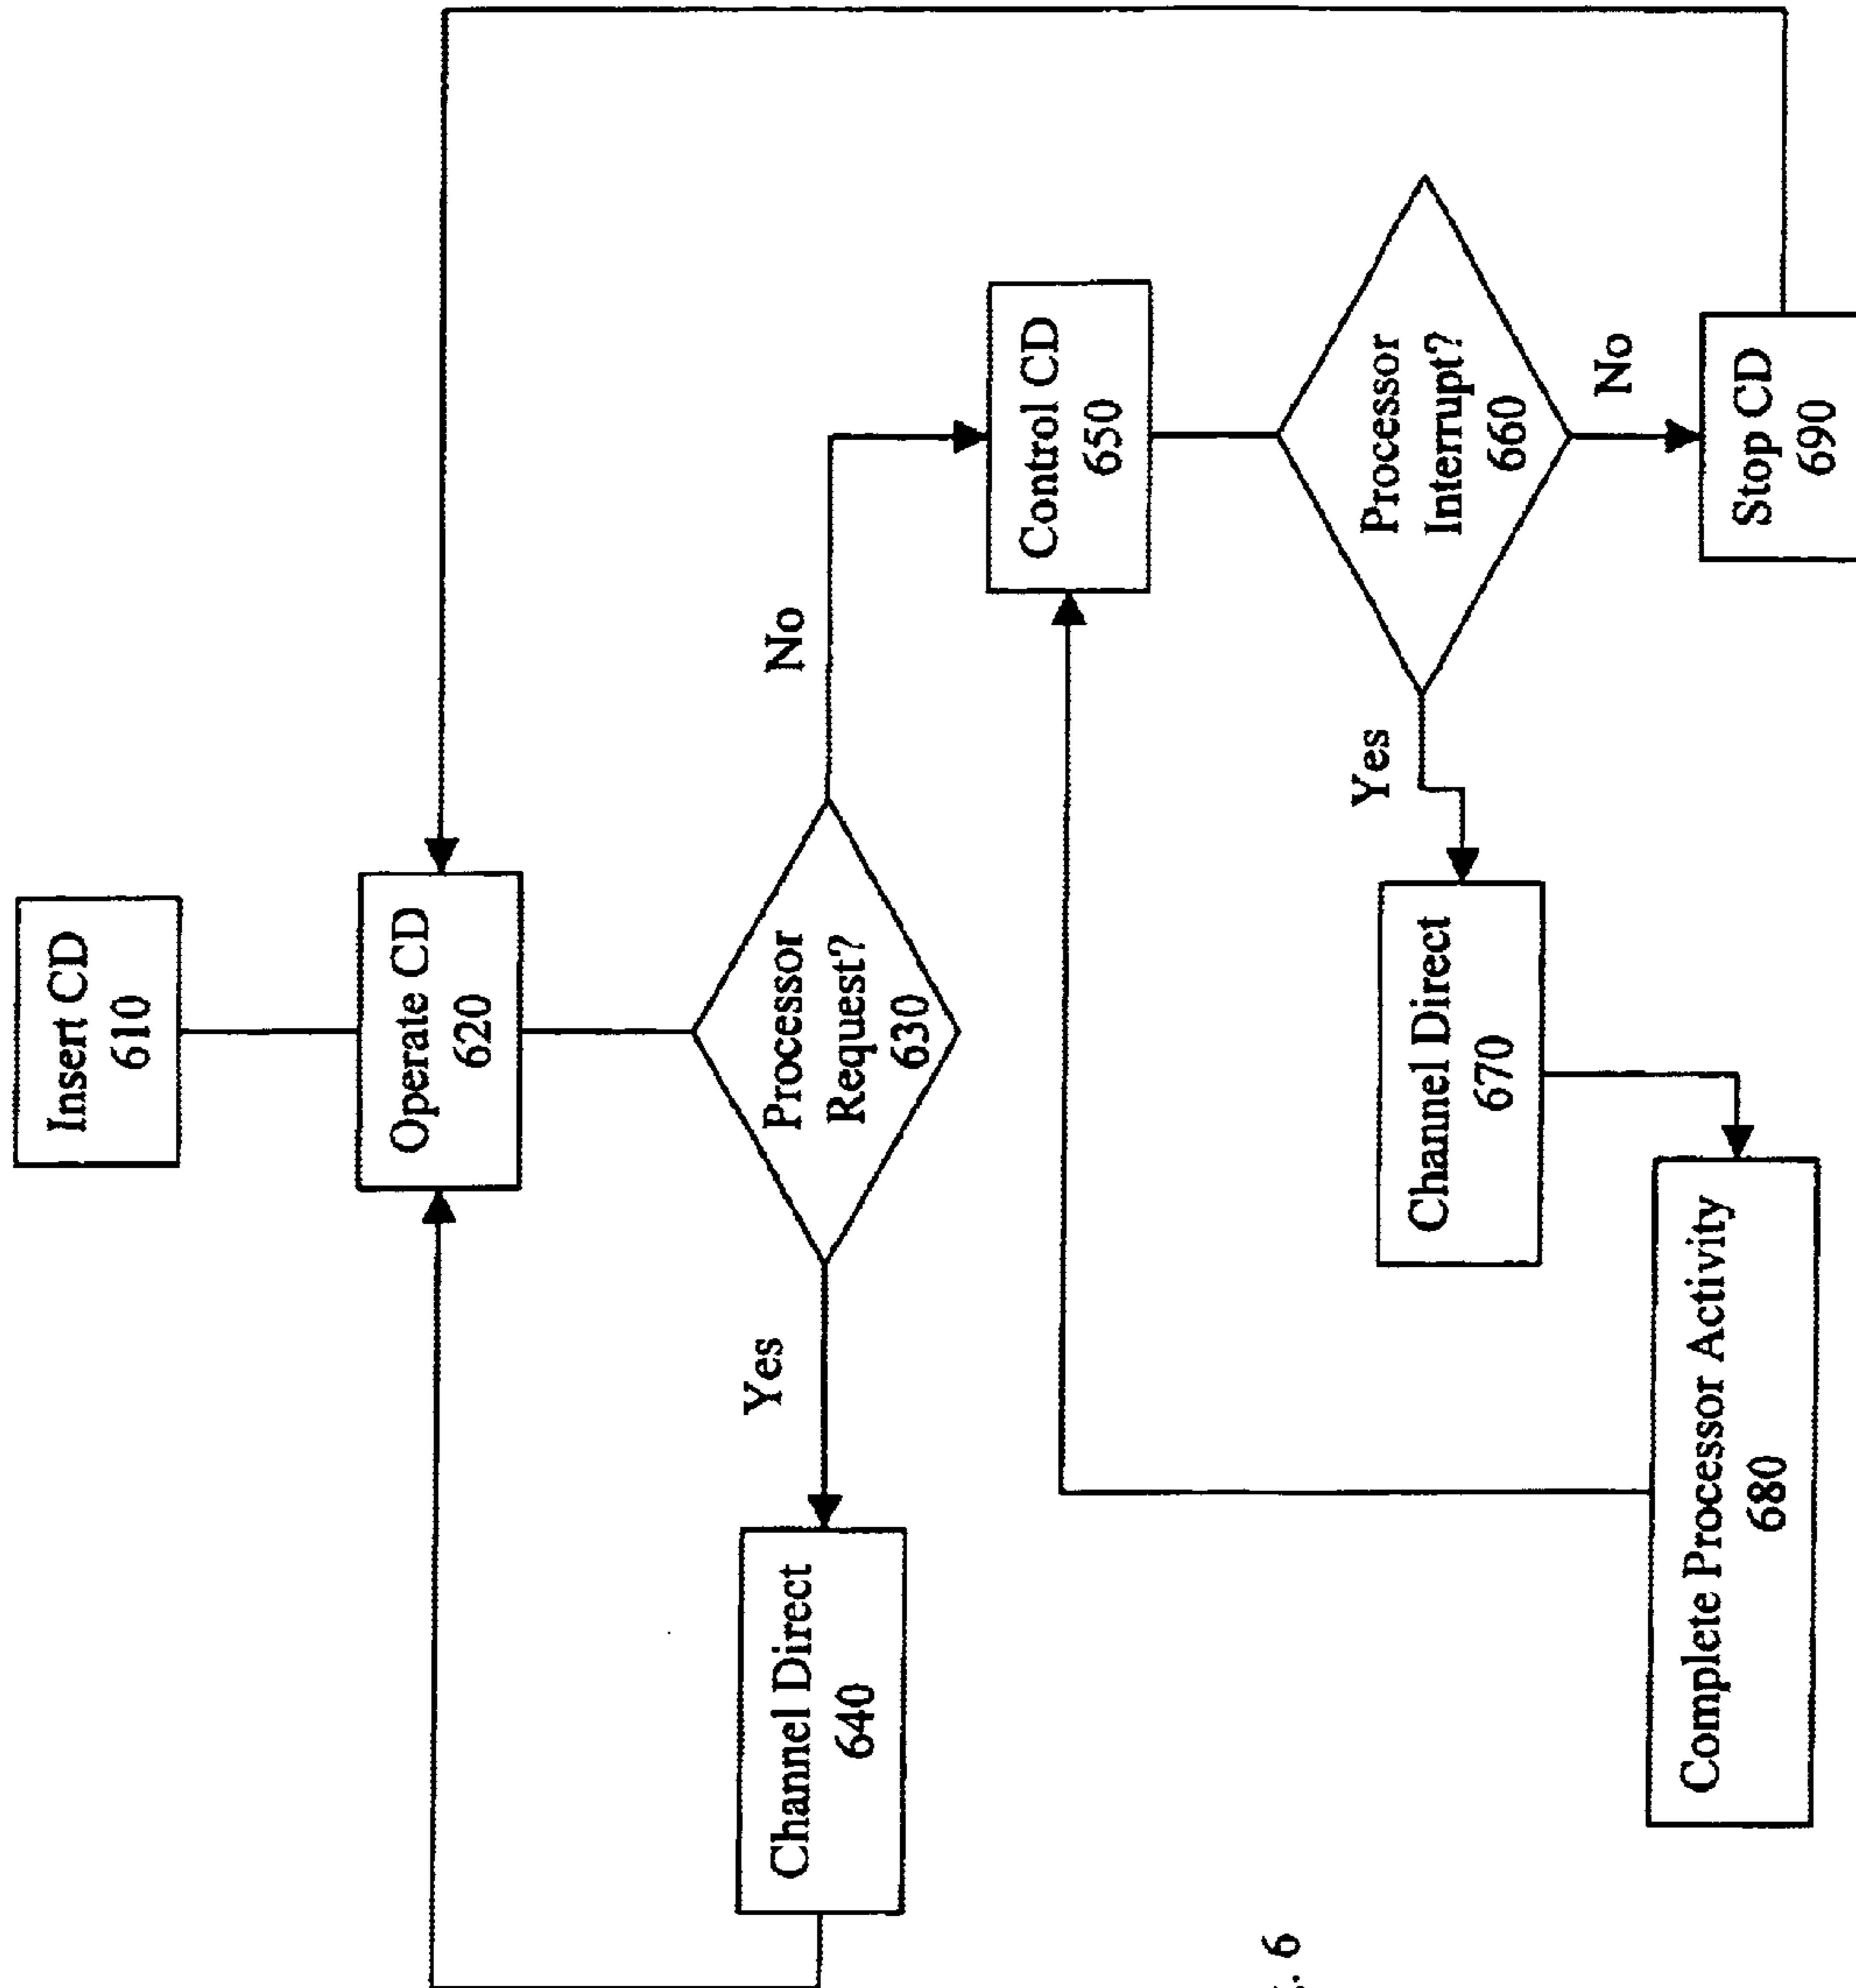 Insert CD
610
Operate CD
620
Processor
Request?
630
Yes
No
Channel Direct
640
Control CD
650
Processor
Interrupt?
660
Yes
No
Channel Direct
670
Complete Processor Activity
680
Stop CD
690
. 6